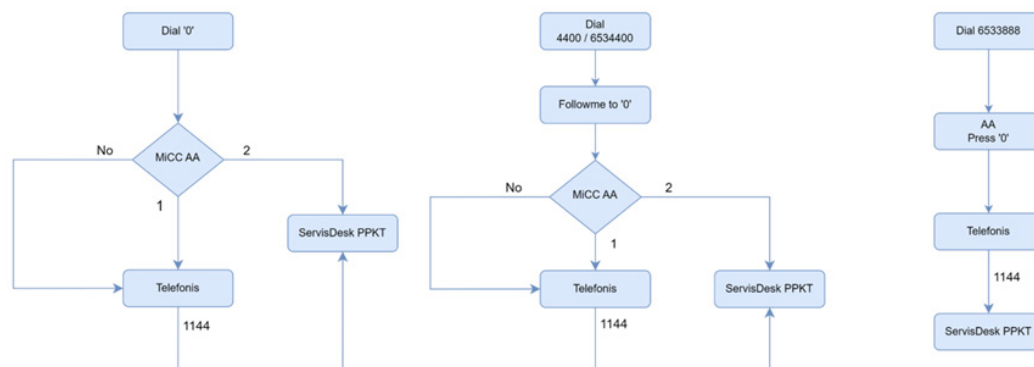 Dial '0'
No
MiCC AA
2
1
ServisDesk PPKT
Telefonis
1144
Dial
4400 / 6534400
Followme to '0'
No
MiCC AA
2
1
Telefonis
ServisDesk PPKT
1144
Dial 6533888
AA
Press '0'
Telefonis
1144
ServisDesk PPKT